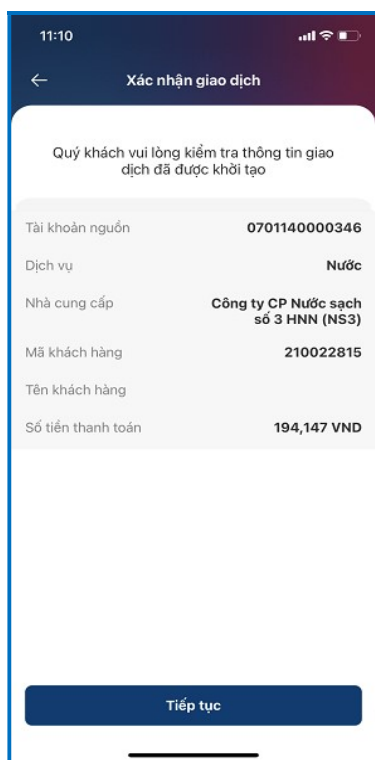 11:10
Xác nhận giao dịch
Quý khách vui lòng kiểm tra thông tin giao
dịch đã được khởi tạo
Tài khoản nguồn 0701140000346
Dịch vụ Nước
Nhà cung cấp Công ty CP Nước sạch
số 3 HNN (NS3)
Mã khách hàng 210022815
Tên khách hàng
Số tiền thanh toán 194,147 VND
Tiếp tục